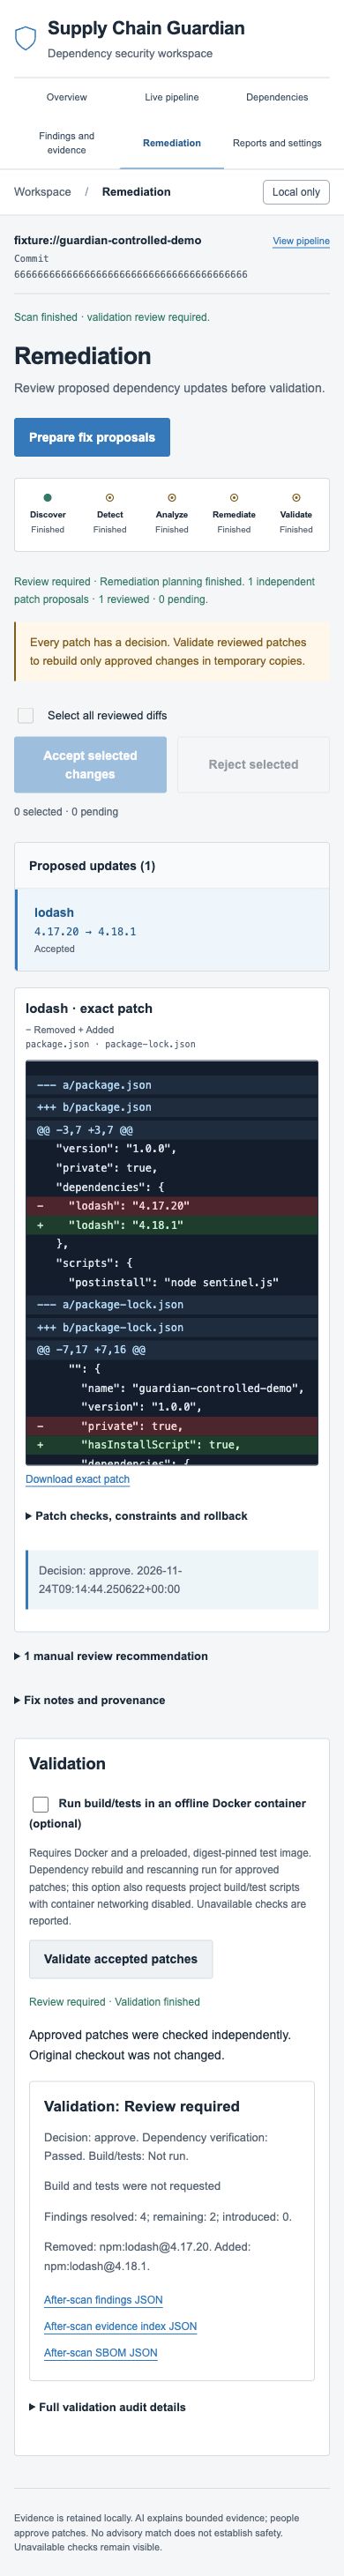 Supply Chain Guardian
Dependency security workspace
Overview
Live pipeline
Dependencies
Findings and
evidence
Remediation
Reports and settings
Workspace / Remediation
Local only
fixture://guardian-controlled-demo
View pipeline
Commit
6666666666666666666666666666666666666666
Scan finished · validation review required.
Remediation
Review proposed dependency updates before validation.
Prepare fix proposals
Discover
Detect
Analyze
Remediate
Validate
Finished
Finished
Finished
Finished
Finished
Review required · Remediation planning finished. 1 independent
patch proposals · 1 reviewed · 0 pending.
Every patch has a decision. Validate reviewed patches
to rebuild only approved changes in temporary copies.
Select all reviewed diffs
Accept selected
changes
Reject selected
0 selected · 0 pending
Proposed updates (1)
lodash
4.17.20 → 4.18.1
Accepted
lodash · exact patch
− Removed + Added
package.json · package-lock.json
--- a/package.json
+++ b/package.json
@@ -3,7 +3,7 @@
"version": "1.0.0",
"private": true,
"dependencies": {
- "lodash": "4.17.20"
+ "lodash": "4.18.1"
},
"scripts": {
"postinstall": "node sentinel.js"
--- a/package-lock.json
+++ b/package-lock.json
@@ -7,17 +7,16 @@
"": {
"name": "guardian-controlled-demo",
"version": "1.0.0",
- "private": true,
+ "hasInstallScript": true,
"dependencies": {
Download exact patch
▶ Patch checks, constraints and rollback
Decision: approve. 2026-11-
24T09:14:44.250622+00:00
▶ 1 manual review recommendation
▶ Fix notes and provenance
Validation
Run build/tests in an offline Docker container
(optional)
Requires Docker and a preloaded, digest-pinned test image.
Dependency rebuild and rescanning run for approved
patches; this option also requests project build/test scripts
with container networking disabled. Unavailable checks are
reported.
Validate accepted patches
Review required · Validation finished
Approved patches were checked independently.
Original checkout was not changed.
Validation: Review required
Decision: approve. Dependency verification:
Passed. Build/tests: Not run.
Build and tests were not requested
Findings resolved: 4; remaining: 2; introduced: 0.
Removed: npm:lodash@4.17.20. Added:
npm:lodash@4.18.1.
After-scan findings JSON
After-scan evidence index JSON
After-scan SBOM JSON
▶ Full validation audit details
Evidence is retained locally. AI explains bounded evidence; people
approve patches. No advisory match does not establish safety.
Unavailable checks remain visible.